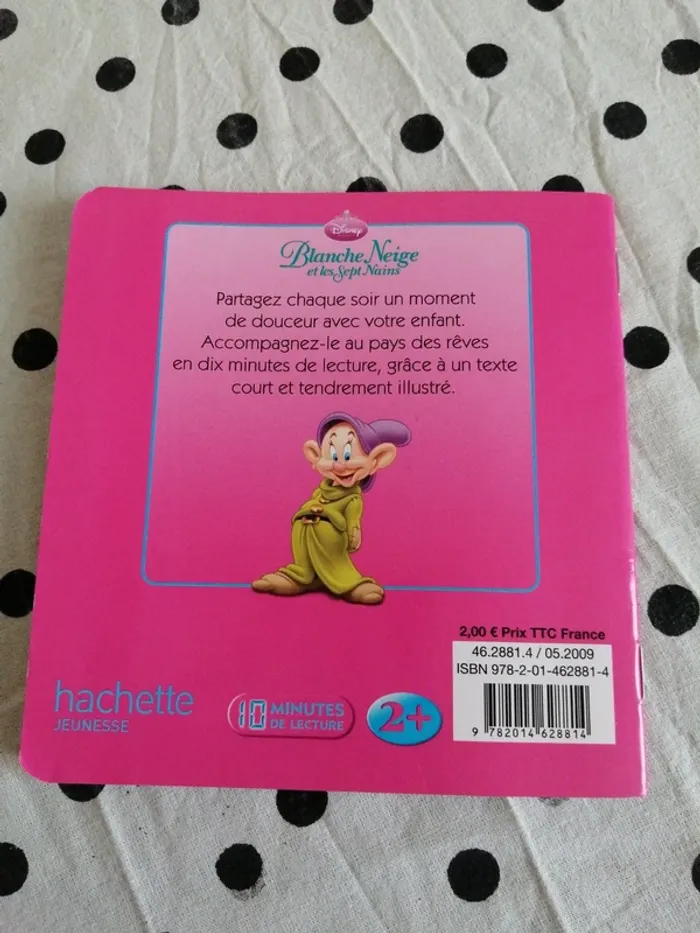 Disney
Blanche Neige
et les Sept Nains
Partagez chaque soir un moment
de douceur avec votre enfant.
Accompagnez-le au pays des rêves
en dix minutes de lecture, grâce à un texte
court et tendrement illustré.
2,00 € Prix TTC France
46.2881.4 / 05.2009
ISBN 978-2-01-462881-4
9 782014 628814
hachette
JEUNESSE
10 MINUTES
DE LECTURE
2+